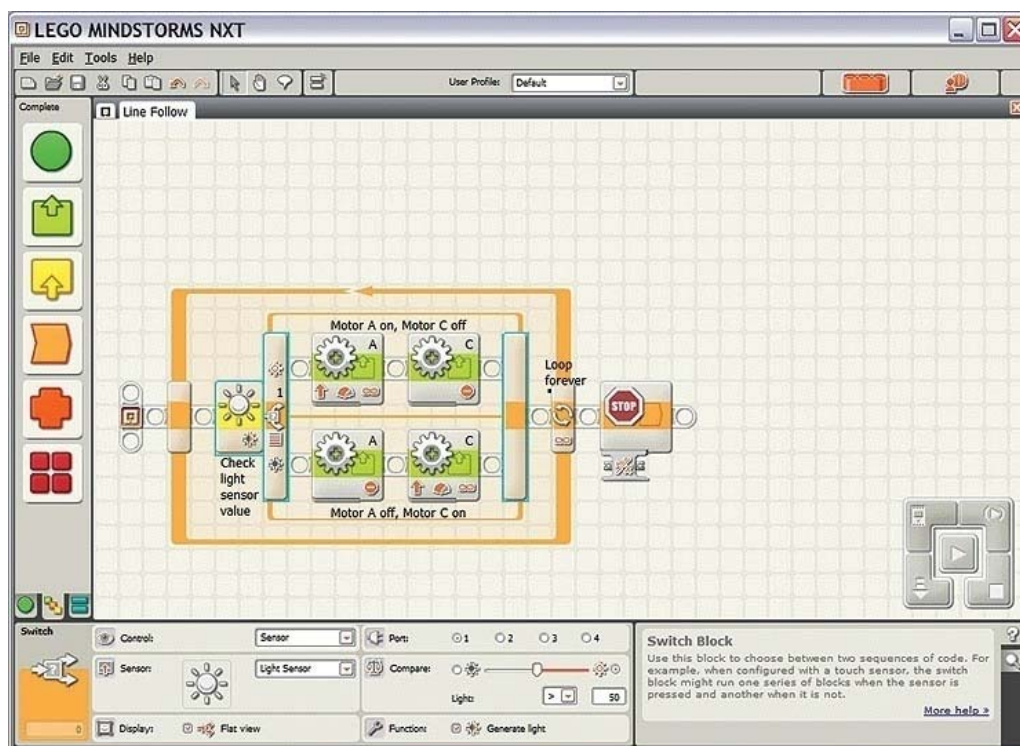 LEGO MINDSTORMS NXT
File Edit Tools Help
User Profile: Default
Complete
Line Follow
Motor A on, Motor C off
A C
Loop
forever
1
STOP
A C
Check
light
sensor
value
Motor A off, Motor C on
Switch
Control: Sensor
Port: 1 2 3 4
Sensor: Light Sensor
Compare:
Light: > 50
Display: Flat view
Function: Generate light
0
Switch Block
Use this block to choose between two sequences of code. For
example, when configured with a touch sensor, the switch
block might run one series of blocks when the sensor is
pressed and another when it is not.
More help »